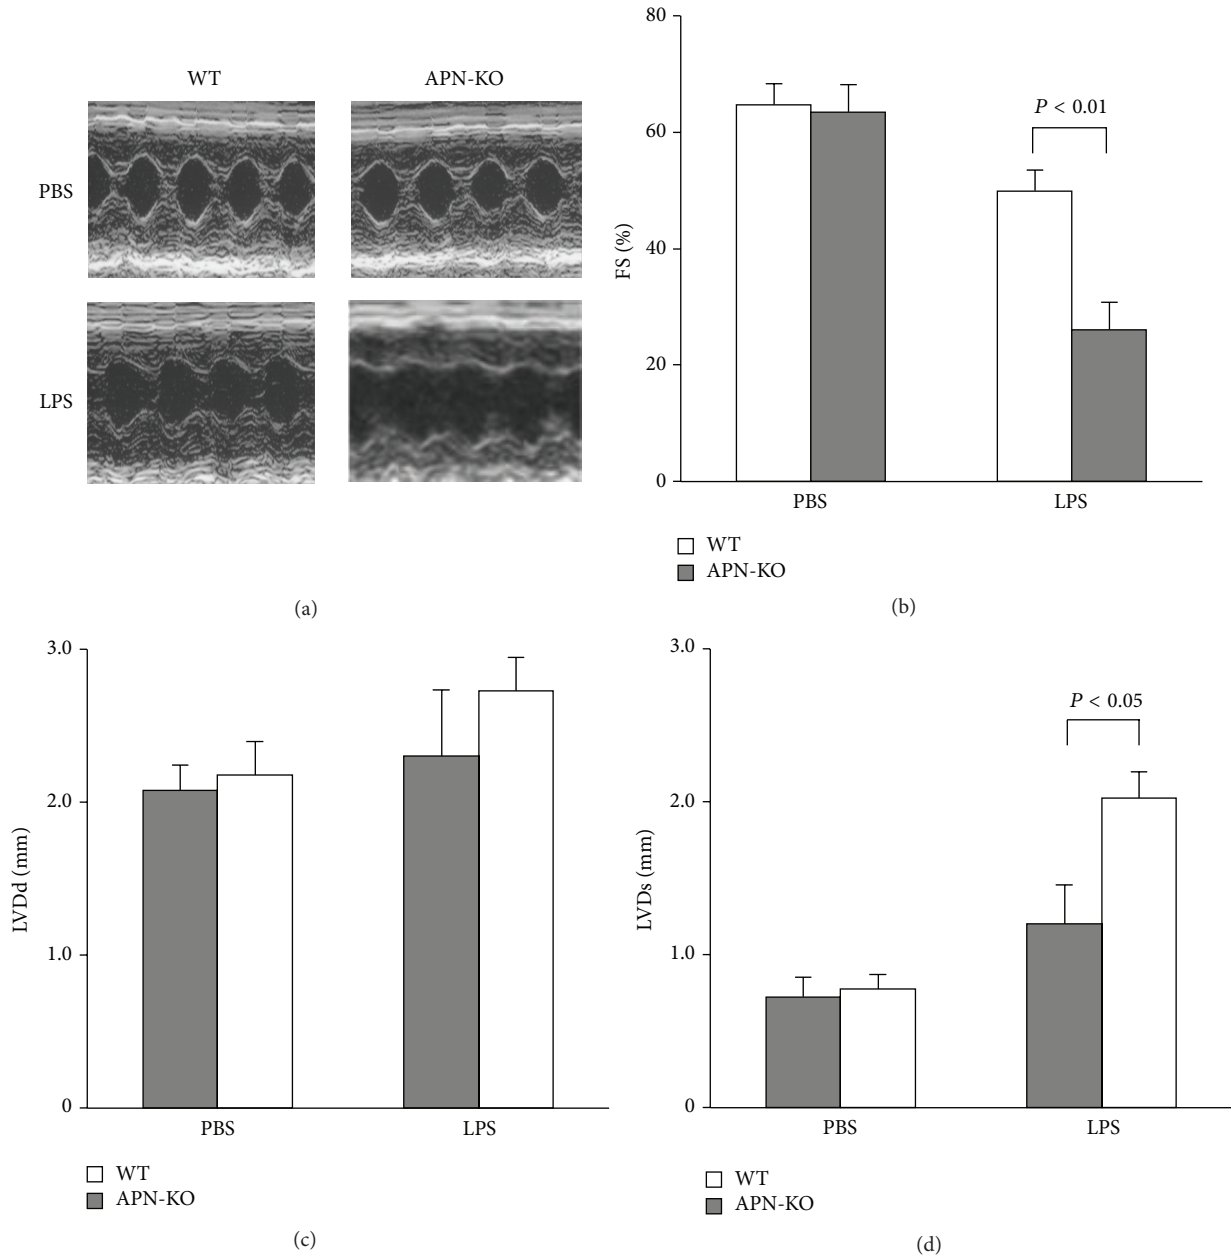 WT
APN-KO
PBS
LPS
(a)
80
60
40
20
0
FS (%)
P < 0.01
PBS
LPS
WT
APN-KO
(b)
3.0
2.0
1.0
0
LVDd (mm)
PBS
LPS
WT
APN-KO
(c)
3.0
2.0
1.0
0
LVDs (mm)
P < 0.05
PBS
LPS
WT
APN-KO
(d)